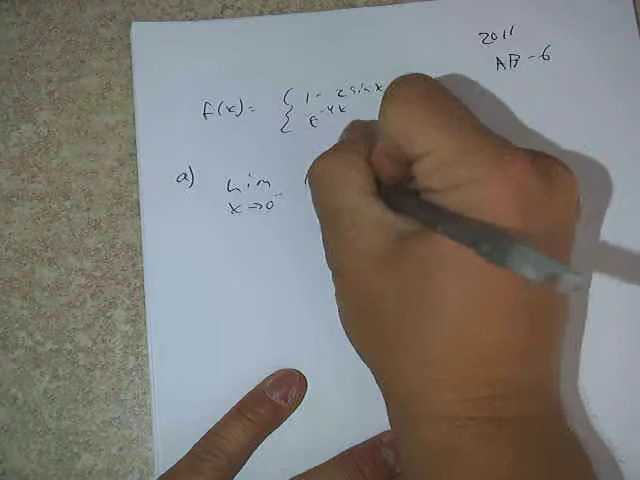 2011
AB-6
f(x) = { 1 - 2 sin x
e^-4x
a) Lim
x→0^-